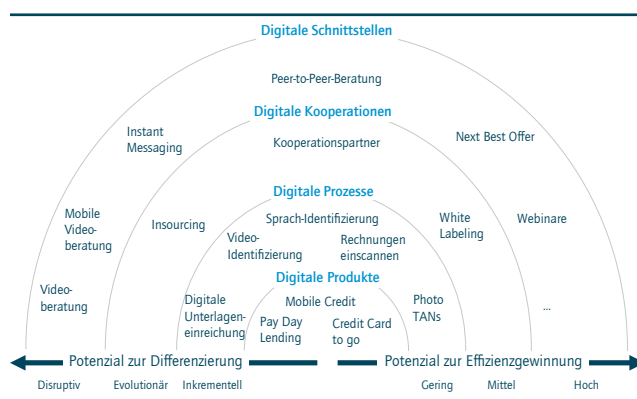 Digitale Schnittstellen
Peer-to-Peer-Beratung
Digitale Kooperationen
Instant
Messaging
Kooperationspartner
Next Best Offer
Digitale Prozesse
Mobile
Video-
beratung
Insourcing
Sprach-Identifizierung
Video-
Identifizierung
Rechnungen
einscannen
White
Labeling
Webinare
Digitale Produkte
Video-
beratung
Digitale
Unterlagen-
einreichung
Mobile Credit
Pay Day
Lending
Credit Card
to go
Photo
TANs
...
Potenzial zur Differenzierung
Potenzial zur Effizienzgewinnung
Disruptiv
Evolutionär
Inkrementell
Gering
Mittel
Hoch